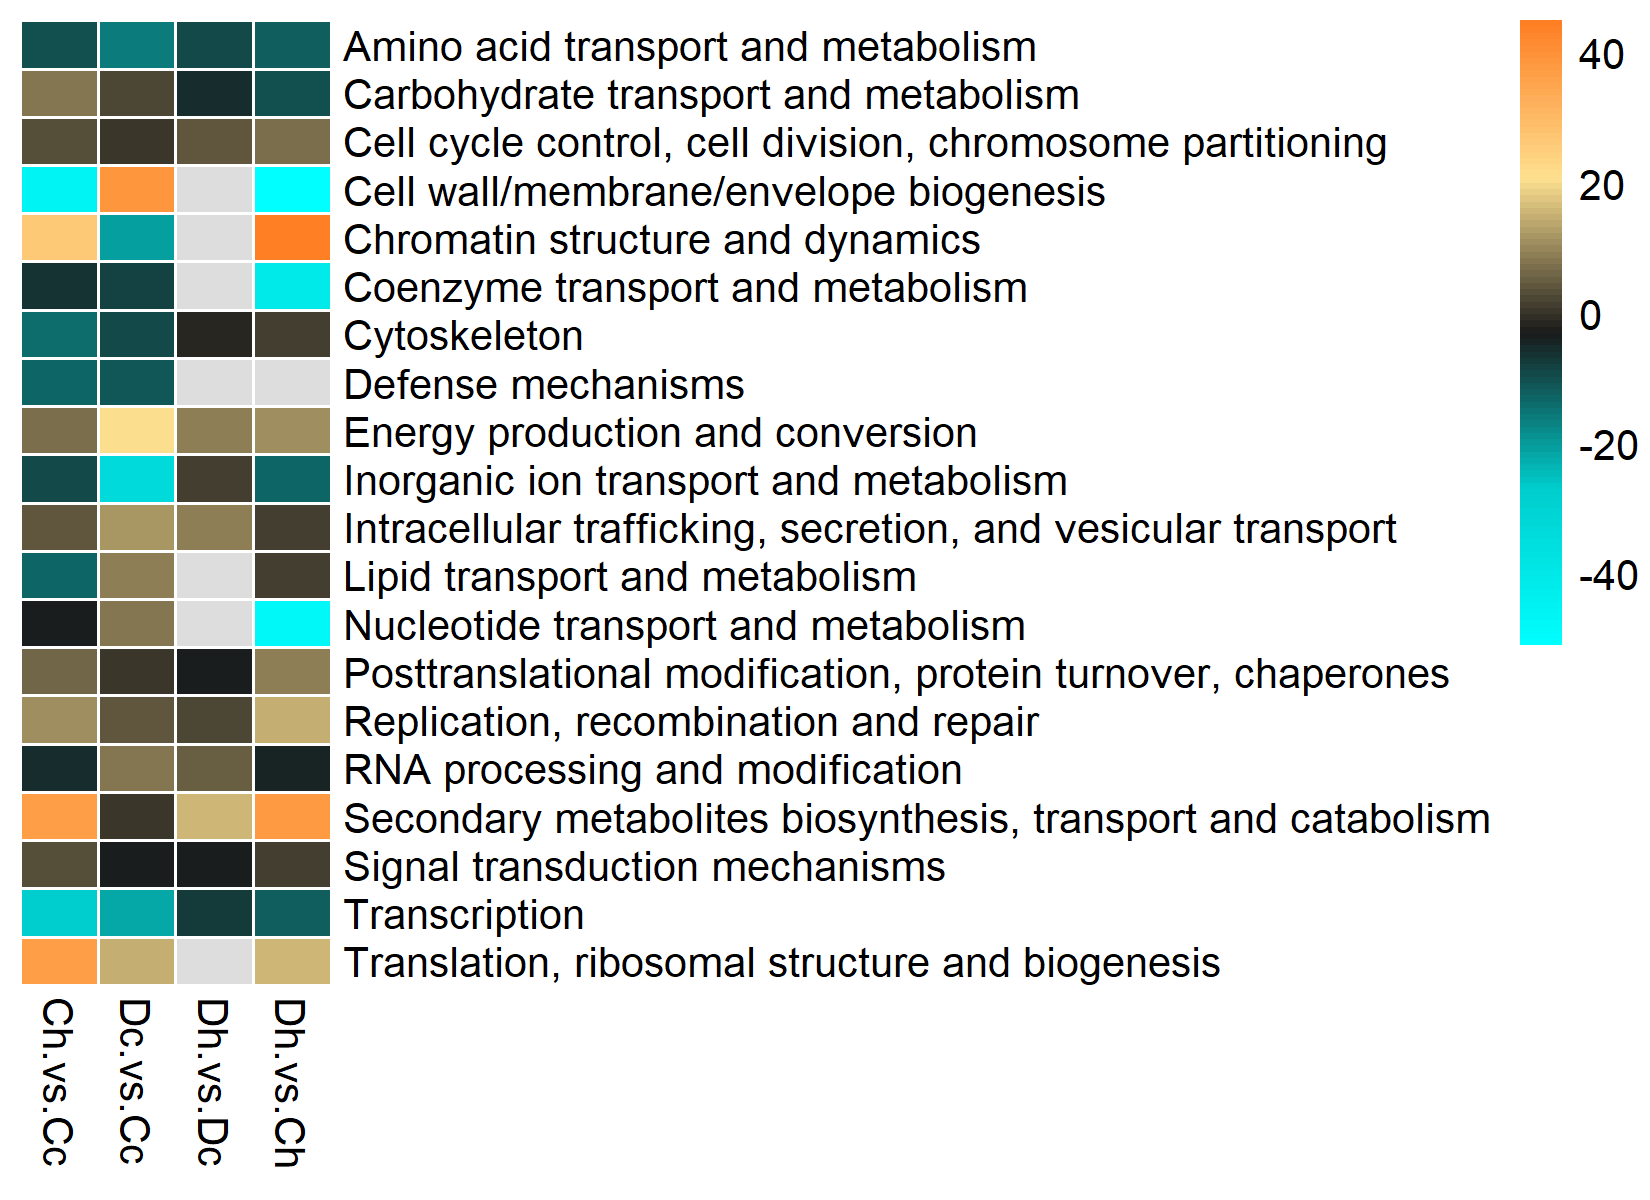 Amino acid transport and metabolism
Carbohydrate transport and metabolism
Cell cycle control, cell division, chromosome partitioning
Cell wall/membrane/envelope biogenesis
Chromatin structure and dynamics
Coenzyme transport and metabolism
Cytoskeleton
Defense mechanisms
Energy production and conversion
Inorganic ion transport and metabolism
Intracellular trafficking, secretion, and vesicular transport
Lipid transport and metabolism
Nucleotide transport and metabolism
Posttranslational modification, protein turnover, chaperones
Replication, recombination and repair
RNA processing and modification
Secondary metabolites biosynthesis, transport and catabolism
Signal transduction mechanisms
Transcription
Translation, ribosomal structure and biogenesis
Ch.vs.Cc
Dc.vs.Cc
Dh.vs.Dc
Dh.vs.Ch
40
20
0
-20
-40